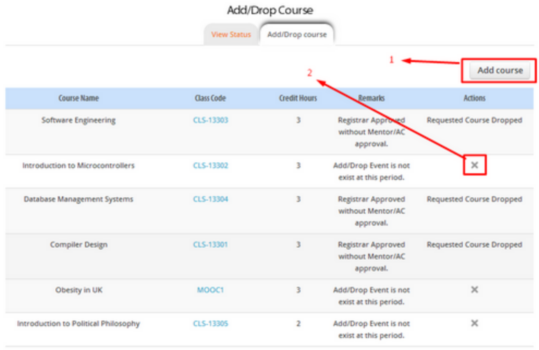 Add/Drop Course
View Status Add/Drop course
1
Add course
2
Course Name Class Code Credit Hours Remarks Actions
Software Engineering CLS-13303 3 Registrar Approved Requested Course Dropped
without Mentor/AC
approval.
Introduction to Microcontrollers CLS-13302 3 Add/Drop Event is not
exist at this period.
Database Management Systems CLS-13304 3 Registrar Approved Requested Course Dropped
without Mentor/AC
approval.
Compiler Design CLS-13301 3 Registrar Approved Requested Course Dropped
without Mentor/AC
approval.
Obesity in UK MOOC1 3 Add/Drop Event is not
exist at this period.
Introduction to Political Philosophy CLS-13305 2 Add/Drop Event is not
exist at this period.